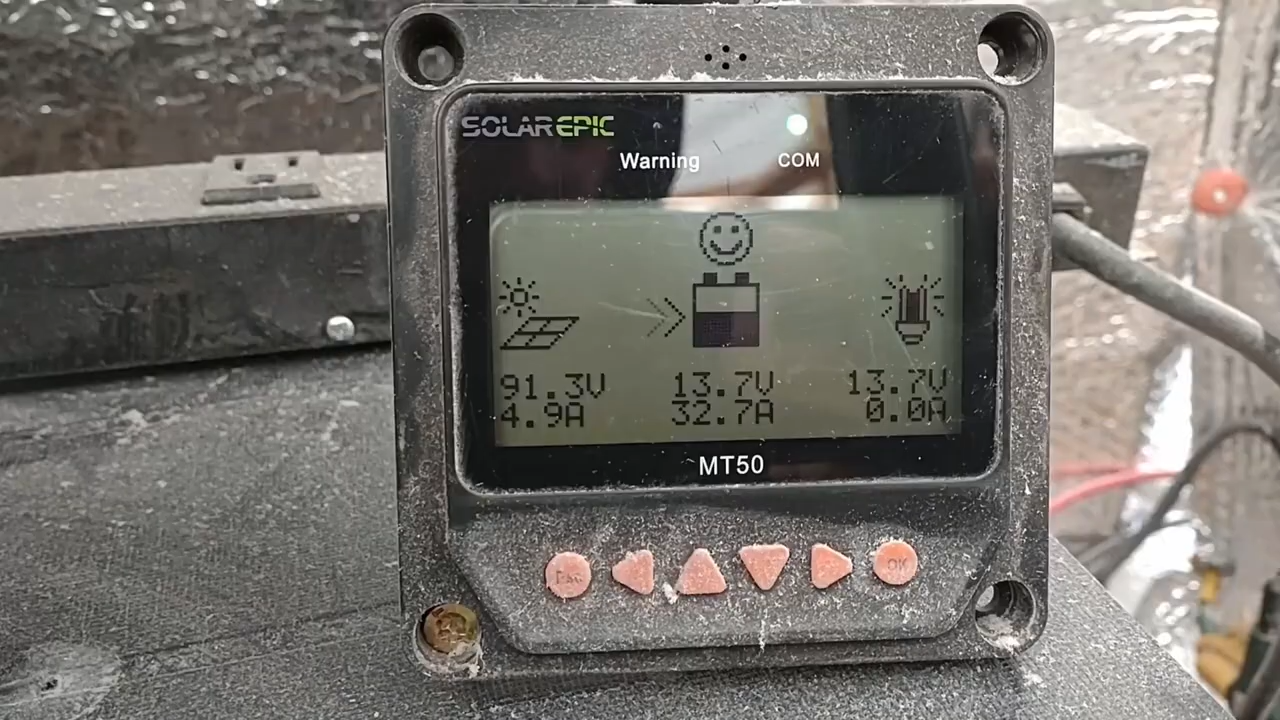 SOLAREPIC
Warning COM
91.3V 13.7V 13.7V
4.9A 32.7A 0.0A
MT50
Esc OK